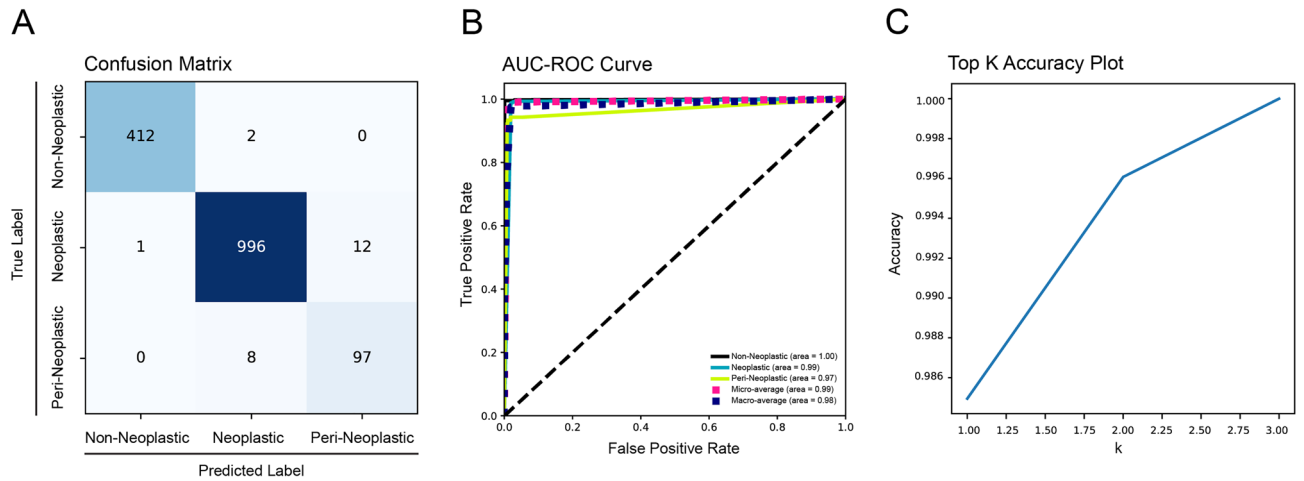 A
Confusion Matrix
True Label
Non-Neoplastic
Neoplastic
Peri-Neoplastic
412 2 0
1 996 12
0 8 97
Non-Neoplastic Neoplastic Peri-Neoplastic
Predicted Label
B
AUC-ROC Curve
True Positive Rate
1.0
0.8
0.6
0.4
0.2
0.0
Non-Neoplastic (area = 1.00)
Neoplastic (area = 0.99)
Peri-Neoplastic (area = 0.97)
Micro-average (area = 0.99)
Macro-average (area = 0.98)
0.0 0.2 0.4 0.6 0.8 1.0
False Positive Rate
C
Top K Accuracy Plot
Accuracy
1.000
0.998
0.996
0.994
0.992
0.990
0.988
0.986
1.00 1.25 1.50 1.75 2.00 2.25 2.50 2.75 3.00
k